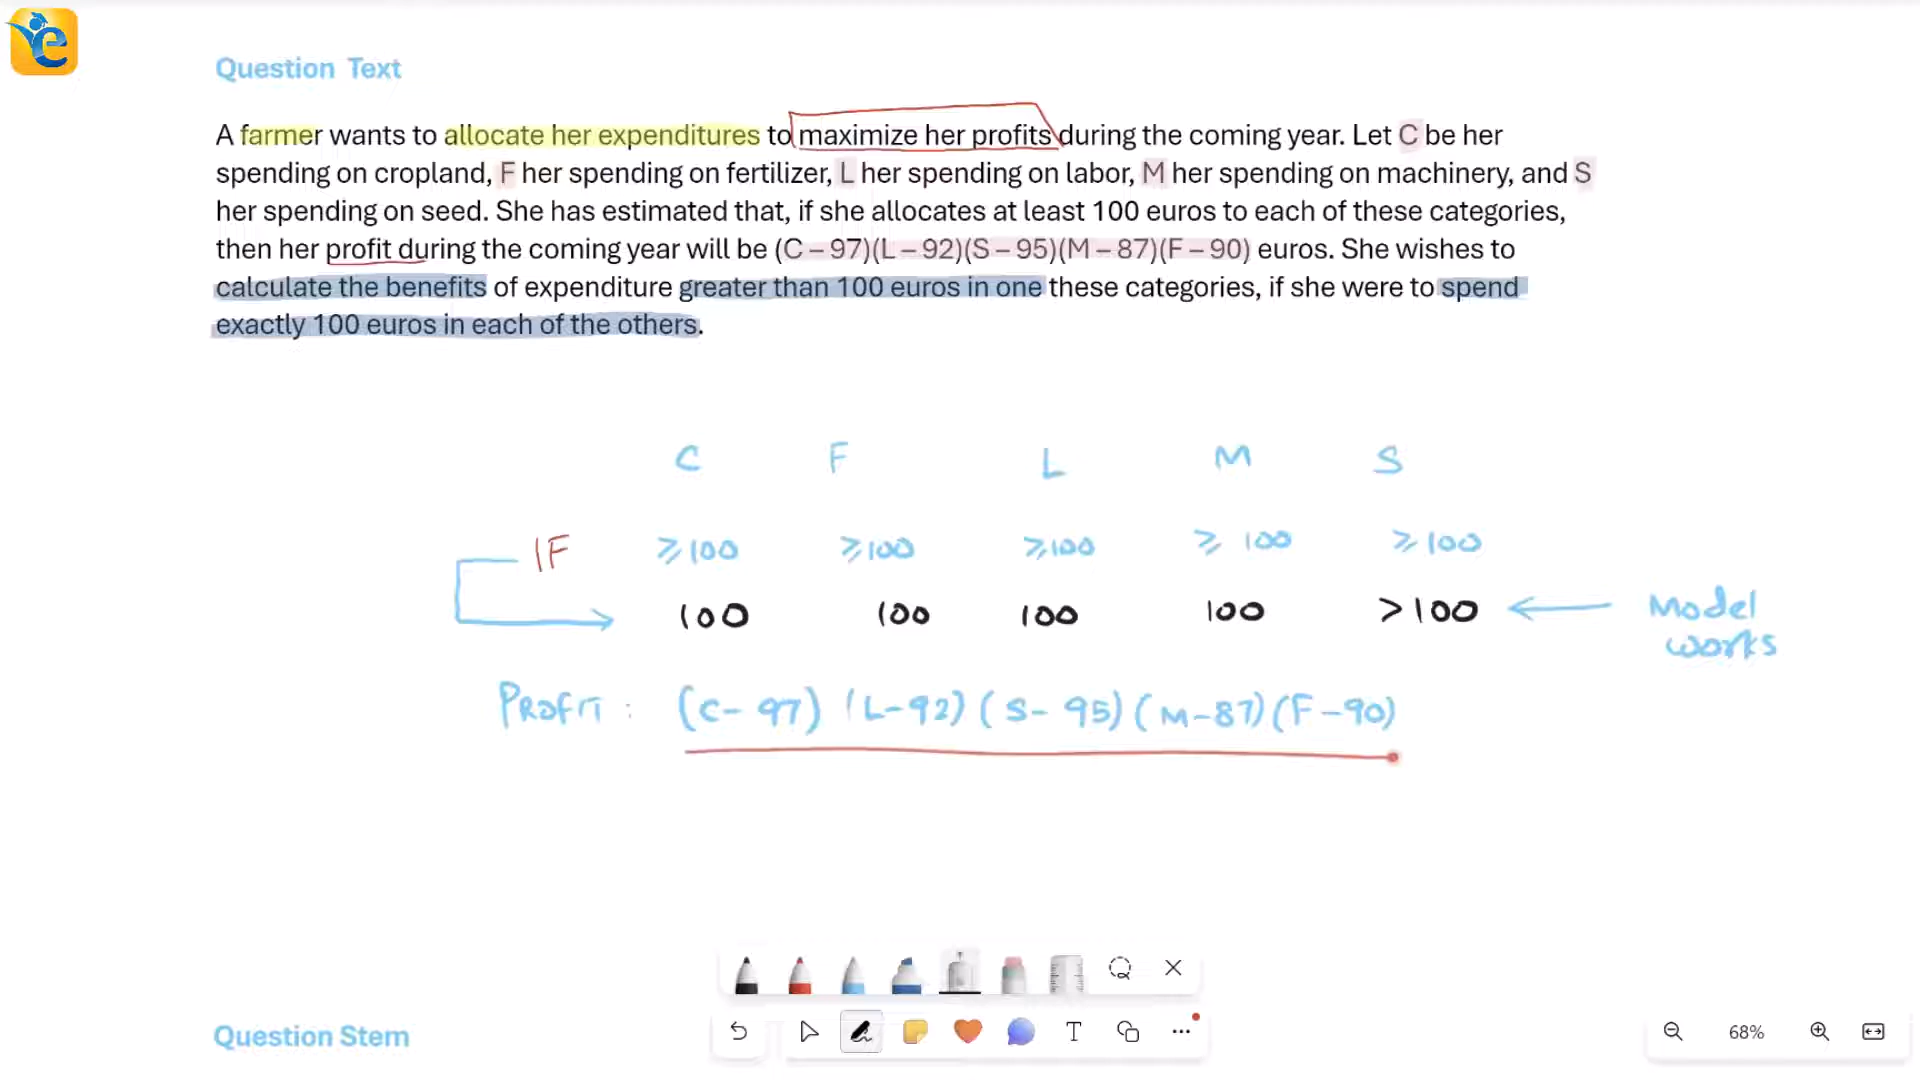 e
Question Text
A farmer wants to allocate her expenditures to maximize her profits during the coming year. Let C be her
spending on cropland, F her spending on fertilizer, L her spending on labor, M her spending on machinery, and S
her spending on seed. She has estimated that, if she allocates at least 100 euros to each of these categories,
then her profit during the coming year will be (C – 97)(L – 92)(S – 95)(M – 87)(F – 90) euros. She wishes to
calculate the benefits of expenditure greater than 100 euros in one these categories, if she were to spend
exactly 100 euros in each of the others.
C F L M S
IF ≥100 ≥100 ≥100 ≥ 100 ≥100
100 100 100 100 >100 Model
works
PROFIT : (C- 97) (L-92) (S- 95) (M-87) (F-90)
Question Stem
T
68%